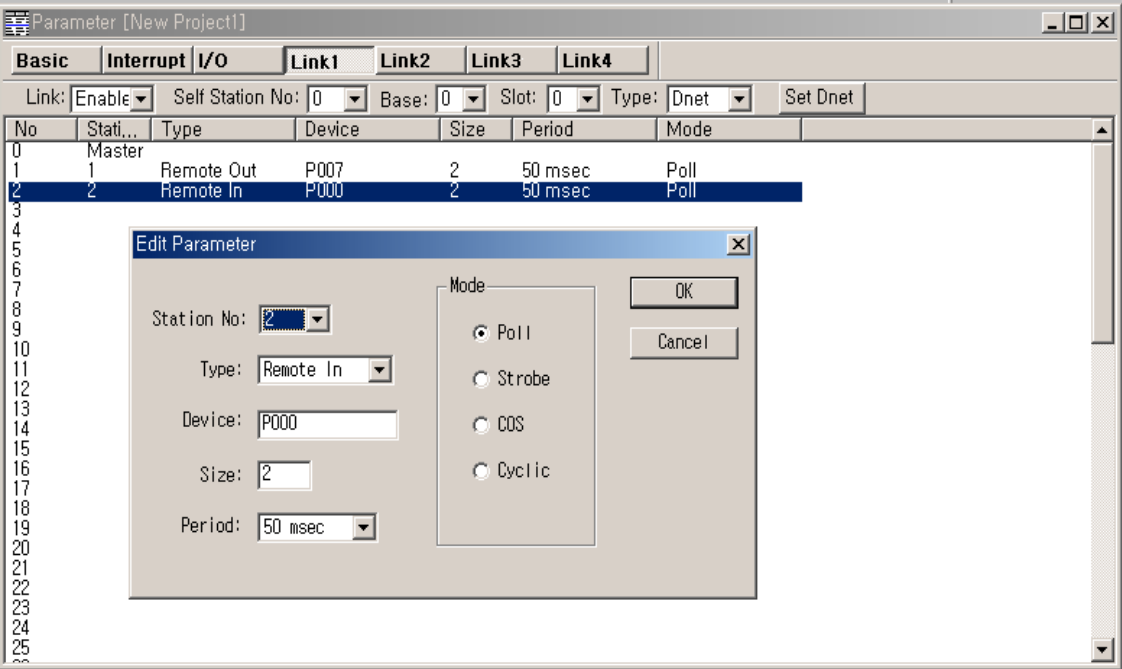 Parameter [New Project1]
Basic Interrupt I/O Link1 Link2 Link3 Link4
Link: Enable Self Station No: 0 Base: 0 Slot: 0 Type: Dnet Set Dnet
No Stati... Type Device Size Period Mode
0 Master
1 1 Remote Out P007 2 50 msec Poll
2 2 Remote In P000 2 50 msec Poll
3
4
Edit Parameter
5
6
Mode
7
OK
8
Station No: 2
9
Poll
10
Cancel
11
Type: Remote In
12
Strobe
13
14
Device: P000
COS
15
16
Size: 2
Cyclic
17
18
19
Period: 50 msec
20
21
22
23
24
25